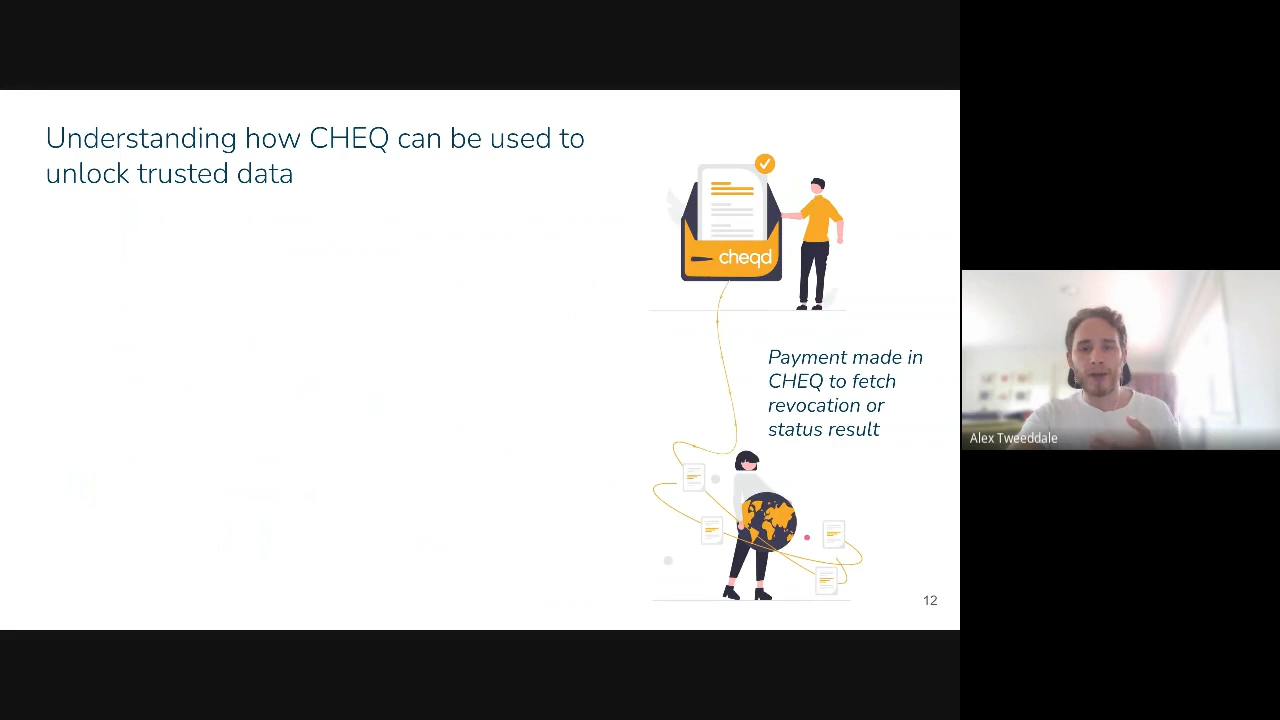 Understanding how CHEQ can be used to
unlock trusted data
cheqd
Payment made in
CHEQ to fetch
revocation or
status result
12
Alex Tweeddale